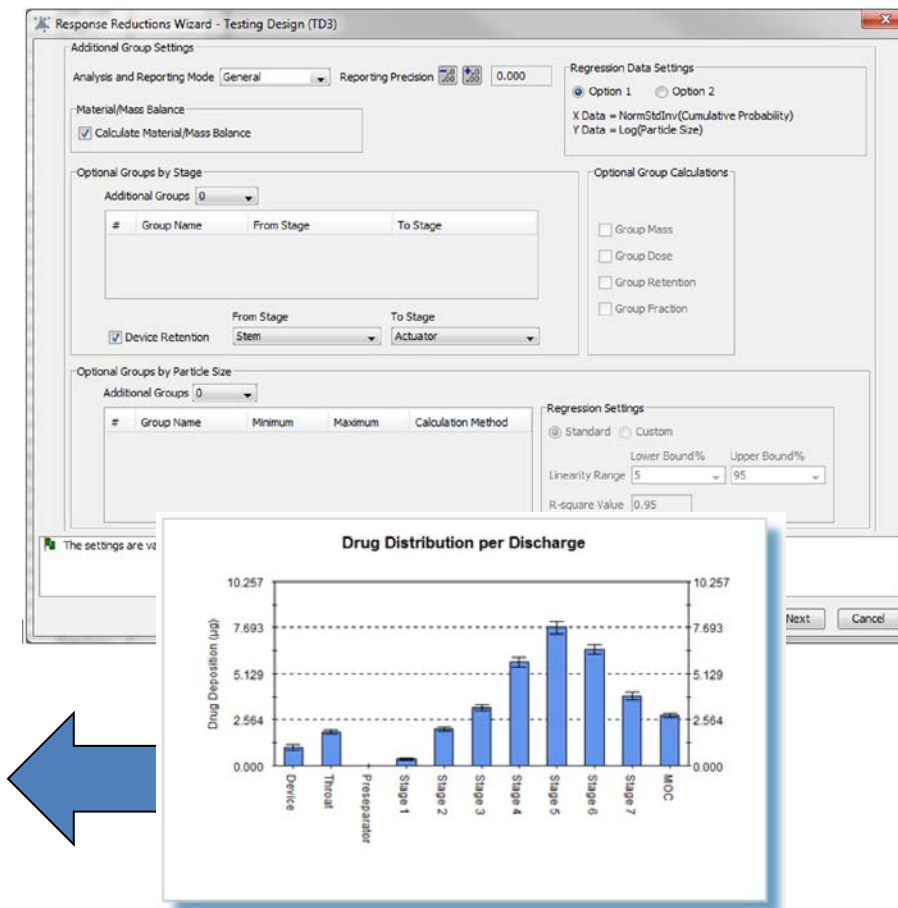 Response Reductions Wizard - Testing Design (TD3)
Additional Group Settings
Analysis and Reporting Mode General Reporting Precision 0.000
Regression Data Settings
Option 1 Option 2
X Data = NormStdInv(Cumulative Probability)
Y Data = Log(Particle Size)
Material/Mass Balance
Calculate Material/Mass Balance
Optional Groups by Stage
Additional Groups 0
# Group Name From Stage To Stage
From Stage To Stage
Device Retention Stem Actuator
Optional Group Calculations
Group Mass
Group Dose
Group Retention
Group Fraction
Optional Groups by Particle Size
Additional Groups 0
# Group Name Minimum Maximum Calculation Method
Regression Settings
Standard Custom
Lower Bound% Upper Bound%
Linearity Range 5 95
R-square Value 0.95
The settings are va
Next Cancel
Drug Distribution per Discharge
Drug Deposition (µg)
10.257 10.257
7.693 7.693
5.129 5.129
2.564 2.564
0.000 0.000
Device
Throat
Preseparator
Stage 1
Stage 2
Stage 3
Stage 4
Stage 5
Stage 6
Stage 7
MOC